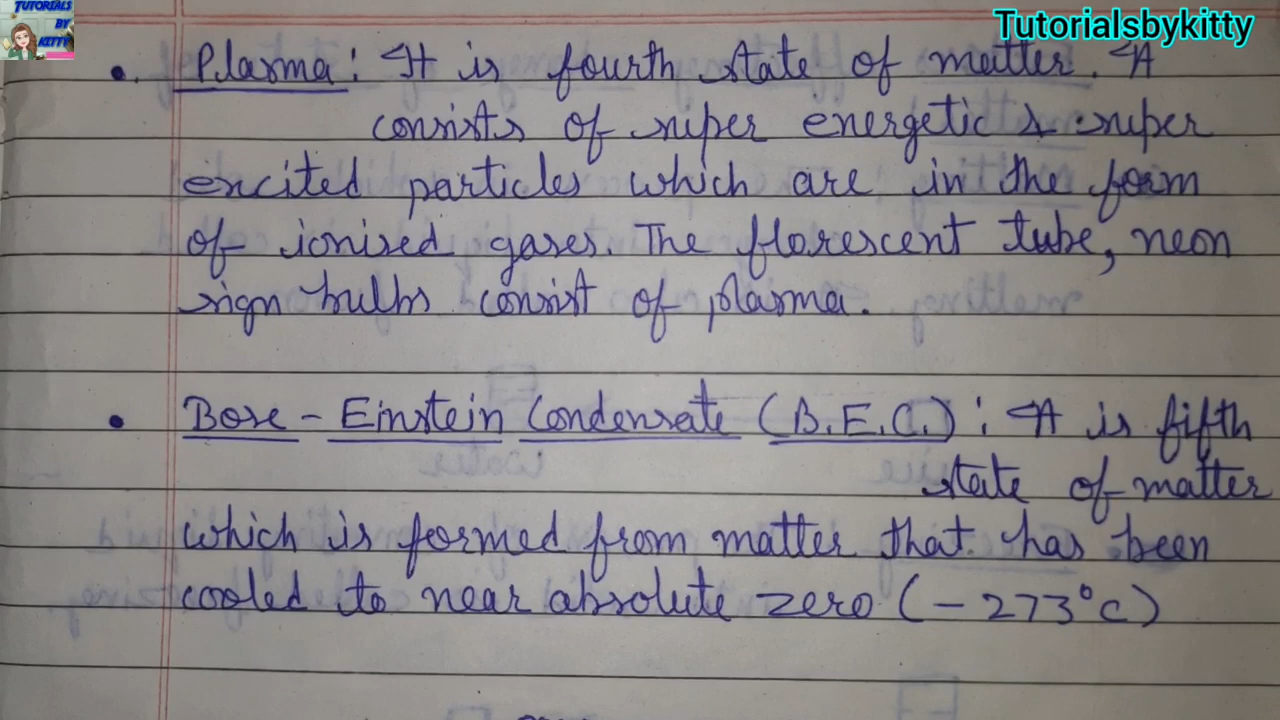 TUTORIALS
BY
KITTY
Tutorialsbykitty
• Plasma : It is fourth state of matter. It
consists of super energetic & super
excited particles which are in the form
of ionised gases. The florescent tube, neon
sign bulbs consist of plasma.
• Bose - Einstein Condensate (B.E.C.) : It is fifth
state of matter
which is formed from matter that has been
cooled to near absolute zero (-273°C)